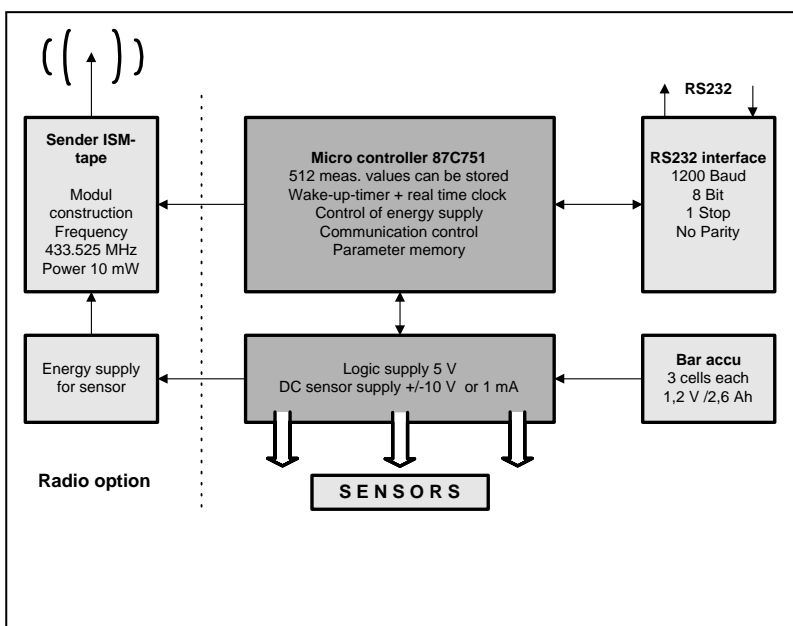 RS232
Sender ISM-
tape
Modul
construction
Frequency
433.525 MHz
Power 10 mW
Micro controller 87C751
512 meas. values can be stored
Wake-up-timer + real time clock
Control of energy supply
Communication control
Parameter memory
RS232 interface
1200 Baud
8 Bit
1 Stop
No Parity
Energy supply
for sensor
Logic supply 5 V
DC sensor supply +/-10 V or 1 mA
Bar accu
3 cells each
1,2 V /2,6 Ah
Radio option
S E N S O R S